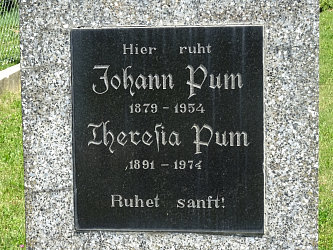 Hier ruht
Johann Pum
1879 - 1954
Theresia Pum
1891 - 1974
Ruhet sanft!